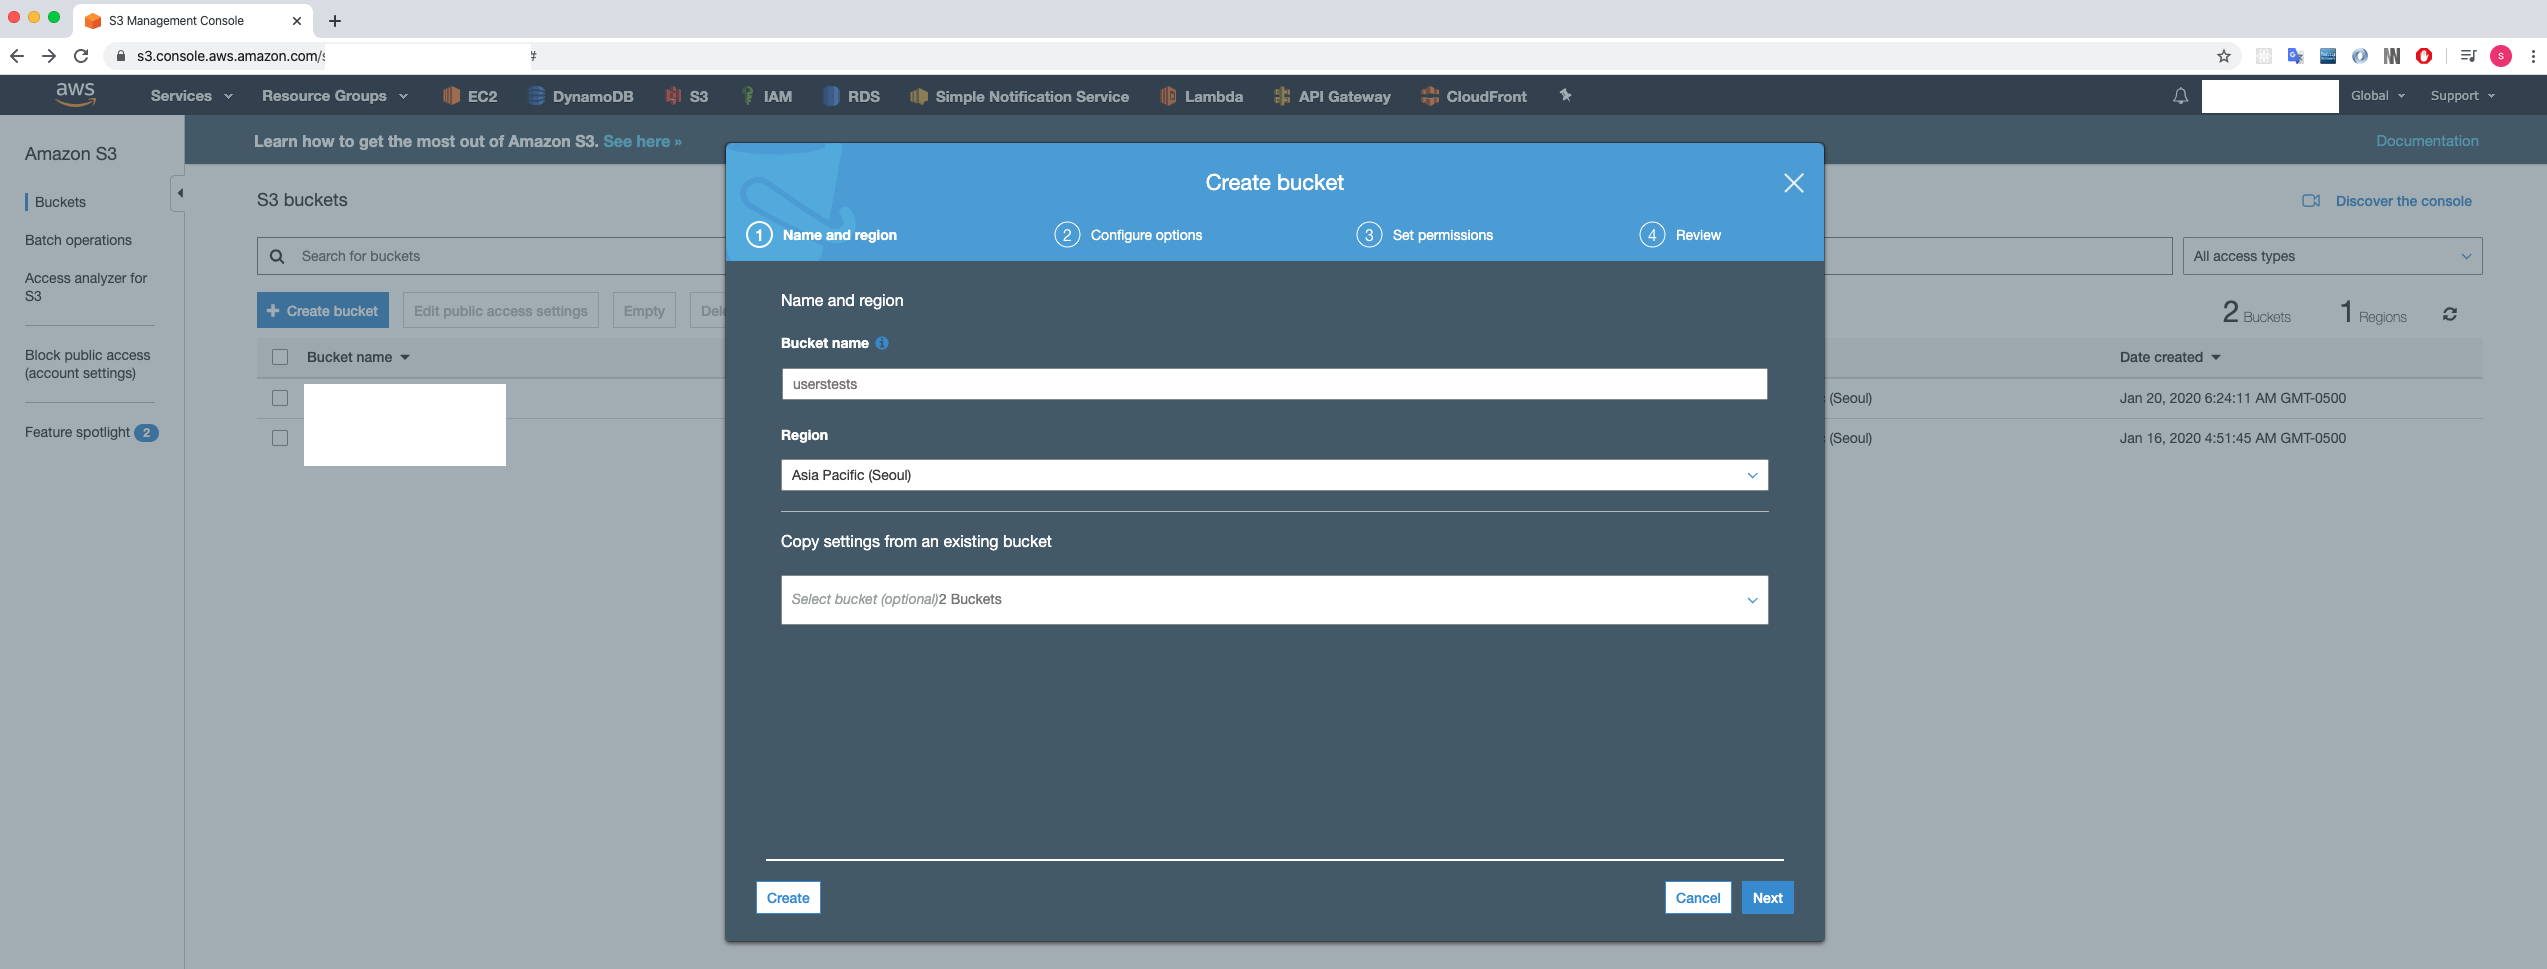 S3 Management Console
s3.console.aws.amazon.com/s #
aws Services Resource Groups EC2 DynamoDB S3 IAM RDS Simple Notification Service Lambda API Gateway CloudFront Global Support
Amazon S3
Buckets
Batch operations
Access analyzer for
S3
Block public access
(account settings)
Feature spotlight 2
Learn how to get the most out of Amazon S3. See here »
Documentation
S3 buckets
Discover the console
Search for buckets
All access types
+ Create bucket Edit public access settings Empty Dele
2 Buckets 1 Regions
Bucket name
Date created
(Seoul) Jan 20, 2020 6:24:11 AM GMT-0500
(Seoul) Jan 16, 2020 4:51:45 AM GMT-0500
Create bucket
1 Name and region 2 Configure options 3 Set permissions 4 Review
Name and region
Bucket name i
userstests
Region
Asia Pacific (Seoul)
Copy settings from an existing bucket
Select bucket (optional)2 Buckets
Create Cancel Next